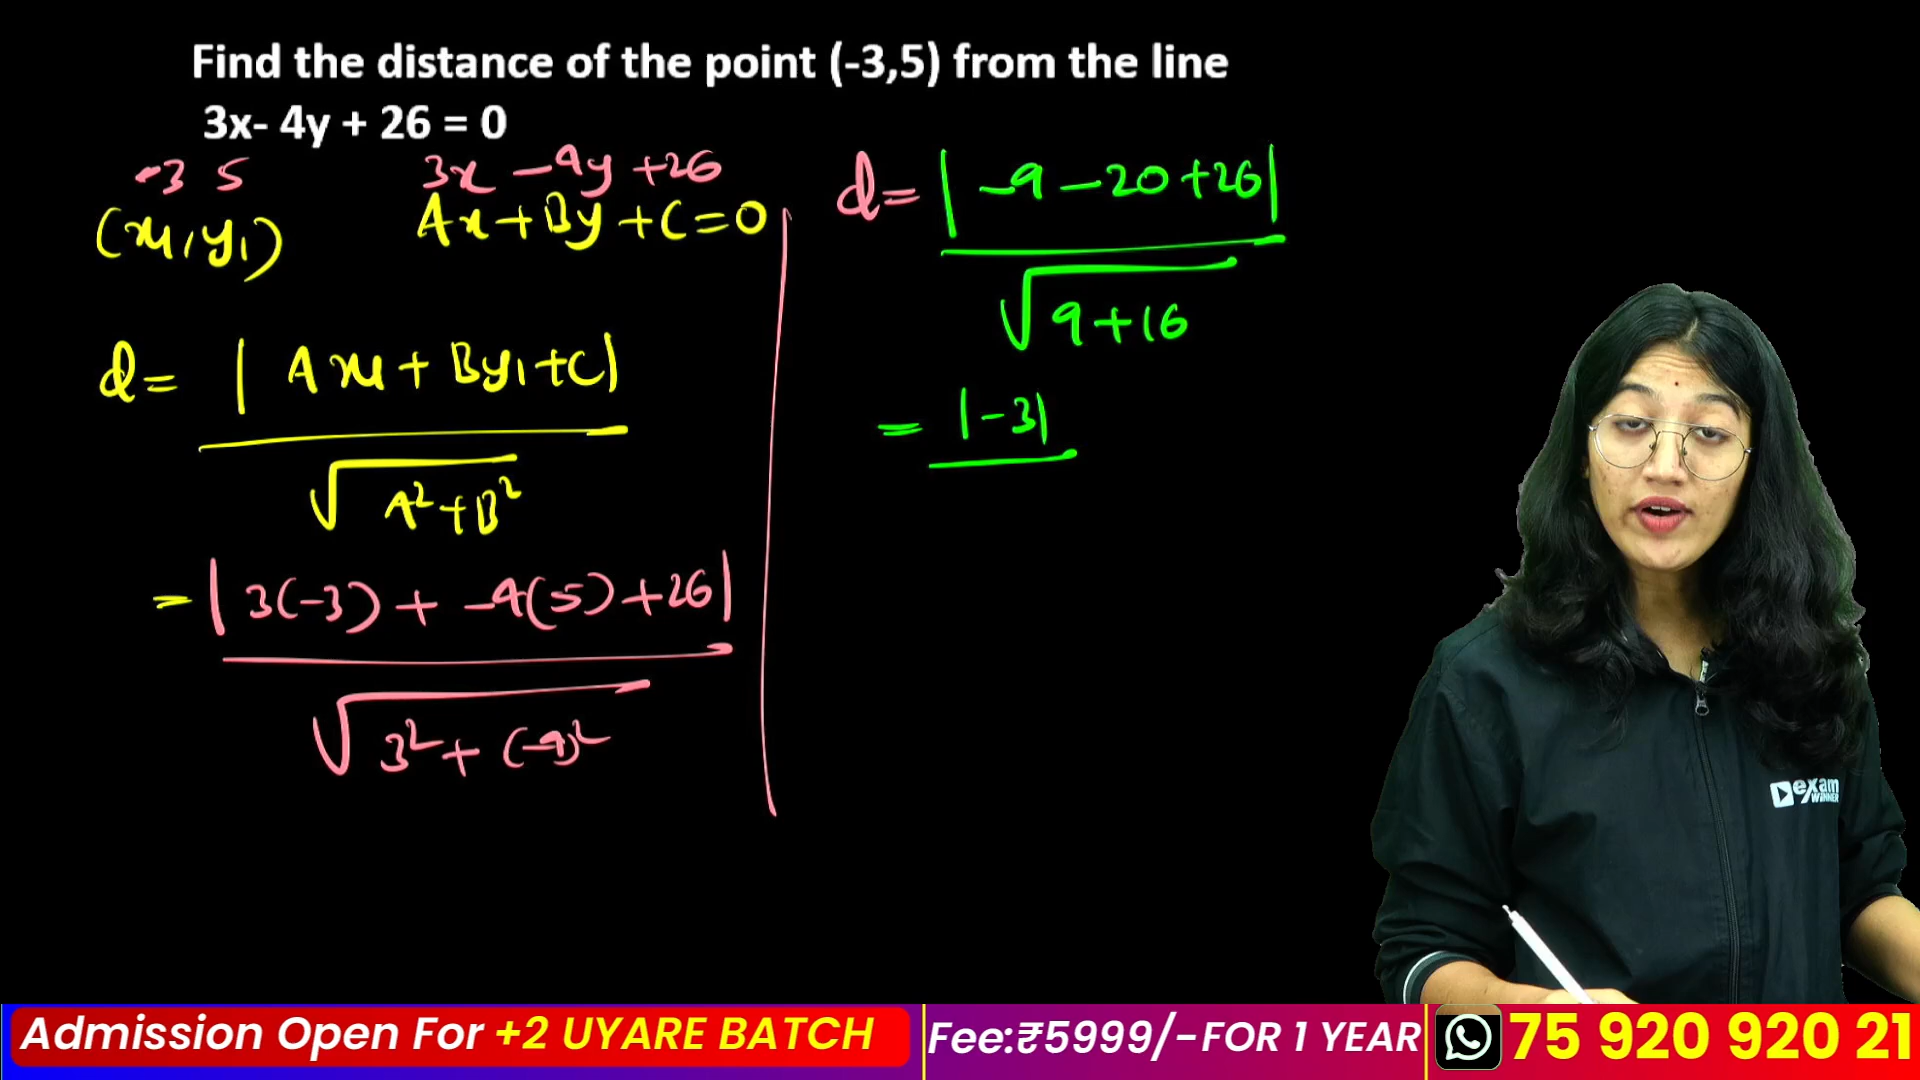 Find the distance of the point (-3,5) from the line
3x- 4y + 26 = 0
-3 5
(x₁, y₁)
3x -4y +26
Ax + By + C = 0
d = | Ax₁ + By₁ + C |
√ A² + B²
= | 3(-3) + -4(5) + 26 |
√ 3² + (-4)²
d = | -9 - 20 + 26 |
√ 9 + 16
= |-3|
exam
WINNER
Admission Open For +2 UYARE BATCH
Fee:₹5999/-FOR 1 YEAR
75 920 920 21